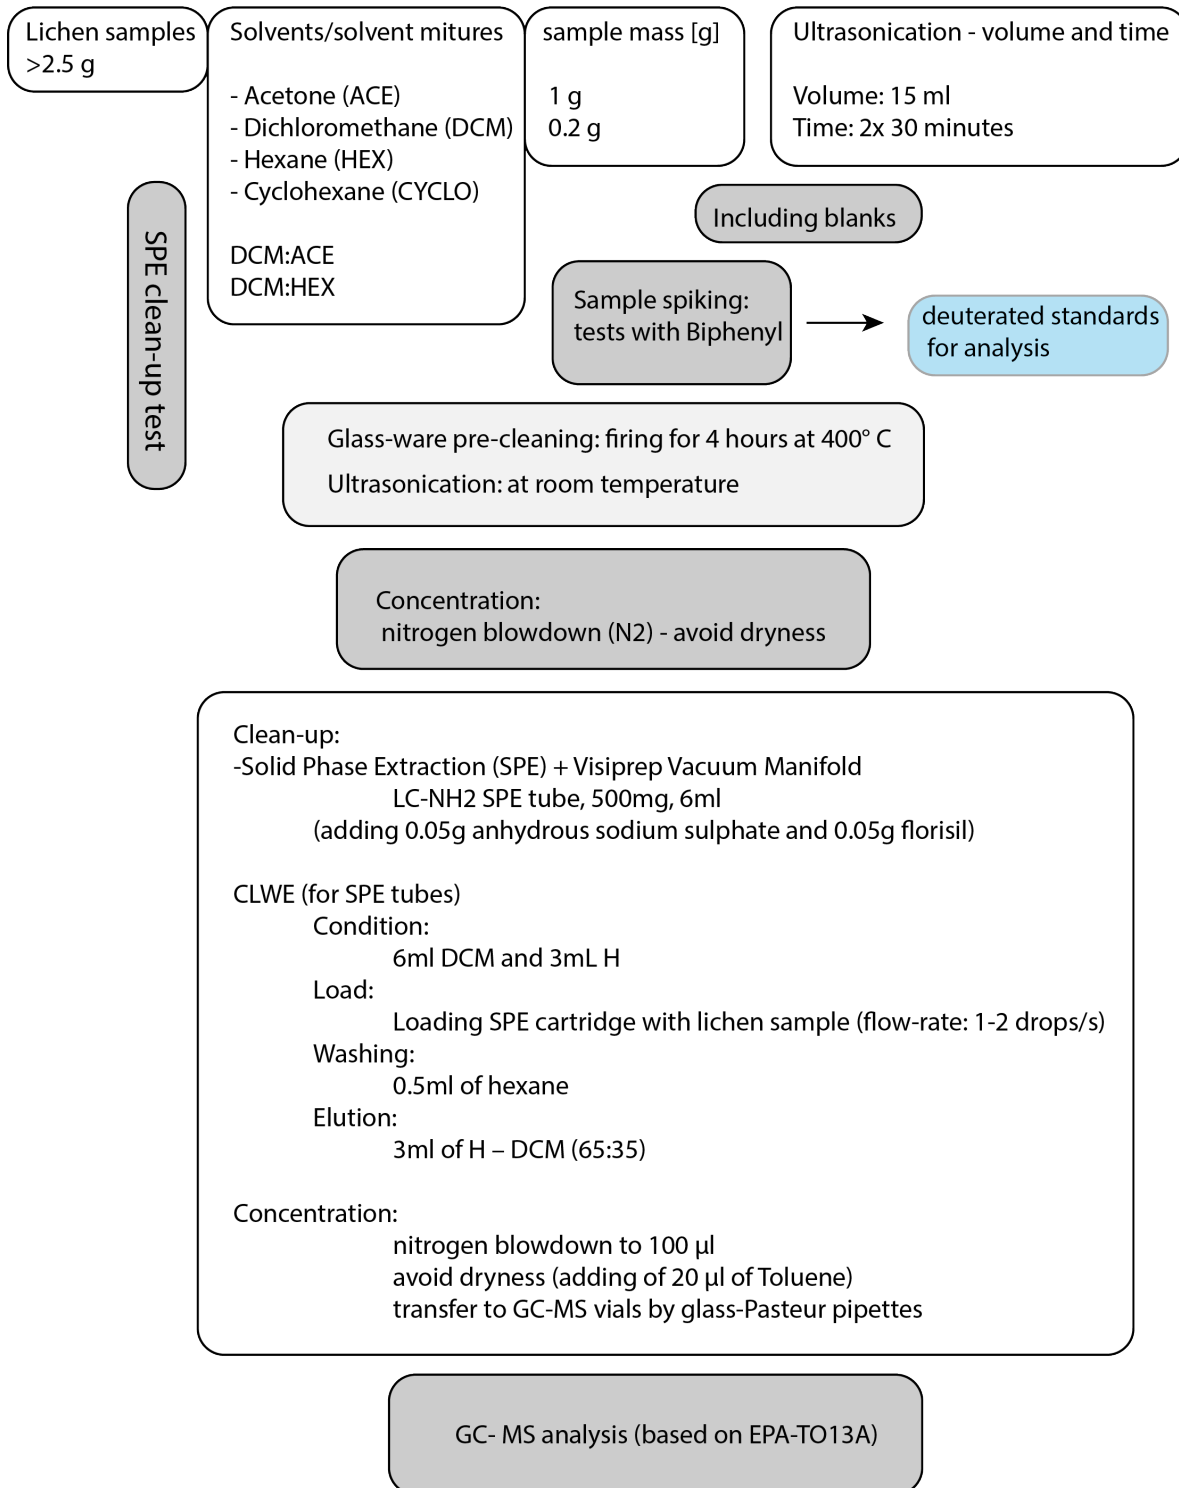 Lichen samples
>2.5 g
Solvents/solvent mitures
- Acetone (ACE)
- Dichloromethane (DCM)
- Hexane (HEX)
- Cyclohexane (CYCLO)
DCM:ACE
DCM:HEX
sample mass [g]
1 g
0.2 g
Ultrasonication - volume and time
Volume: 15 ml
Time: 2x 30 minutes
Including blanks
SPE clean-up test
Sample spiking:
tests with Biphenyl
deuterated standards
for analysis
Glass-ware pre-cleaning: firing for 4 hours at 400° C
Ultrasonication: at room temperature
Concentration:
nitrogen blowdown (N2) - avoid dryness
Clean-up:
-Solid Phase Extraction (SPE) + Visiprep Vacuum Manifold
LC-NH2 SPE tube, 500mg, 6ml
(adding 0.05g anhydrous sodium sulphate and 0.05g florisil)
CLWE (for SPE tubes)
Condition:
6ml DCM and 3mL H
Load:
Loading SPE cartridge with lichen sample (flow-rate: 1-2 drops/s)
Washing:
0.5ml of hexane
Elution:
3ml of H – DCM (65:35)
Concentration:
nitrogen blowdown to 100 µl
avoid dryness (adding of 20 µl of Toluene)
transfer to GC-MS vials by glass-Pasteur pipettes
GC- MS analysis (based on EPA-TO13A)